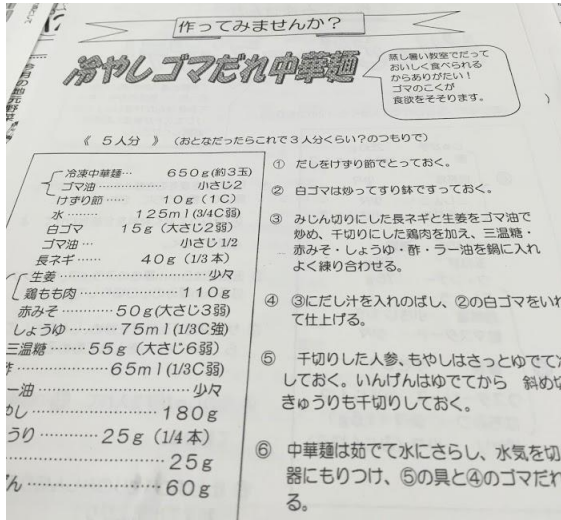 作ってみませんか？
冷やしゴマだれ中華麺
蒸し暑い教室でだって
おいしく食べられる
からありがたい！
ゴマのこくが
食欲をそそります。
《 ５人分 》 （おとなだったらこれで３人分くらい？のつもりで）
冷凍中華麺… 650g(約3玉)
ゴマ油……………… 小さじ2
けずり節…… 10g（1C）
水……… 125ml(3/4C弱)
白ゴマ 15g（大さじ2弱）
ゴマ油… 小さじ1/2
長ネギ…… 40g（1/3本）
生姜……………………少々
鶏もも肉……………110g
赤みそ…………50g(大さじ3弱)
しょうゆ………75ml(1/3C強)
三温糖……55g（大さじ6弱）
酢…………65ml(1/3C弱)
ー油……………………少々
やし………………180g
うり…………25g（1/4本）
……………………25g
ん…………………60g
① だしをけずり節でとっておく。
② 白ゴマは炒ってすり鉢ですっておく。
③ みじん切りにした長ネギと生姜をゴマ油で
炒め、千切りにした鶏肉を加え、三温糖・
赤みそ・しょうゆ・酢・ラー油を鍋に入れ
よく練り合わせる。
④ ③にだし汁を入れのばし、②の白ゴマをいれ
て仕上げる。
⑤ 千切りした人参、もやしはさっとゆでて
しておく。いんげんはゆでてから 斜め切
きゅうりも千切りしておく。
⑥ 中華麺は茹でて水にさらし、水気を切
器にもりつけ、⑤の具と④のゴマだれ
る。